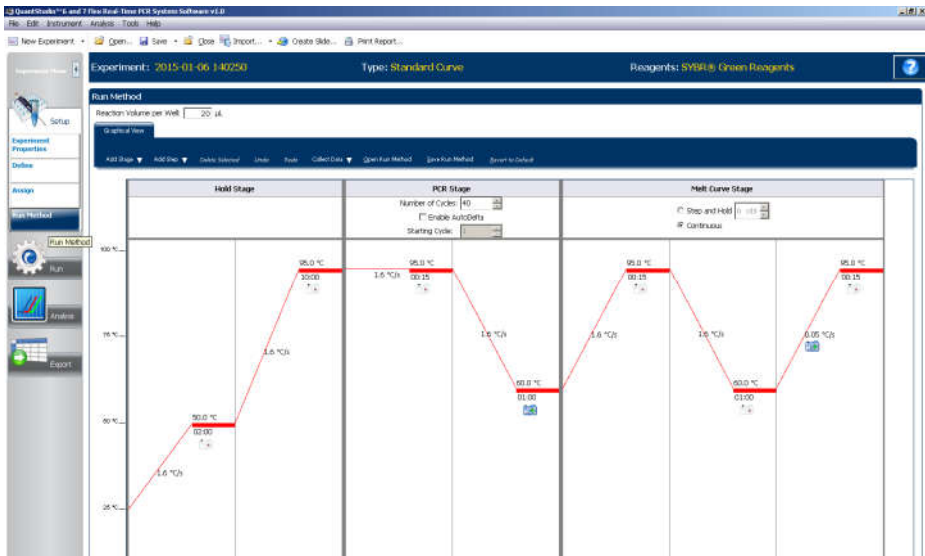 QuantStudio™ 6 and 7 Flex Real-Time PCR System Software v1.0
File Edit Instrument Analysis Tools Help
New Experiment Open... Save Close Import... Create Slide... Print Report...
Experiment Menu
Experiment: 2015-01-06 140250 Type: Standard Curve Reagents: SYBR® Green Reagents
Setup
Experiment Properties
Define
Assign
Run Method
Run Method
Run
Analysis
Export
Run Method
Reaction Volume per Well: 20 µL
Graphical View
Add Stage Add Step Delete Selected Undo Redo Collect Data Open Run Method Save Run Method Revert to Default
Hold Stage PCR Stage Melt Curve Stage
Number of Cycles: 40
Enable AutoDelta
Starting Cycle:
Step and Hold
Continuous
100 °C
75 °C
50 °C
25 °C
1.6 °C/s
50.0 °C
02:00
1.6 °C/s
95.0 °C
10:00
1.6 °C/s
95.0 °C
00:15
1.6 °C/s
60.0 °C
01:00
1.6 °C/s
95.0 °C
00:15
1.6 °C/s
60.0 °C
01:00
0.05 °C/s
95.0 °C
00:15